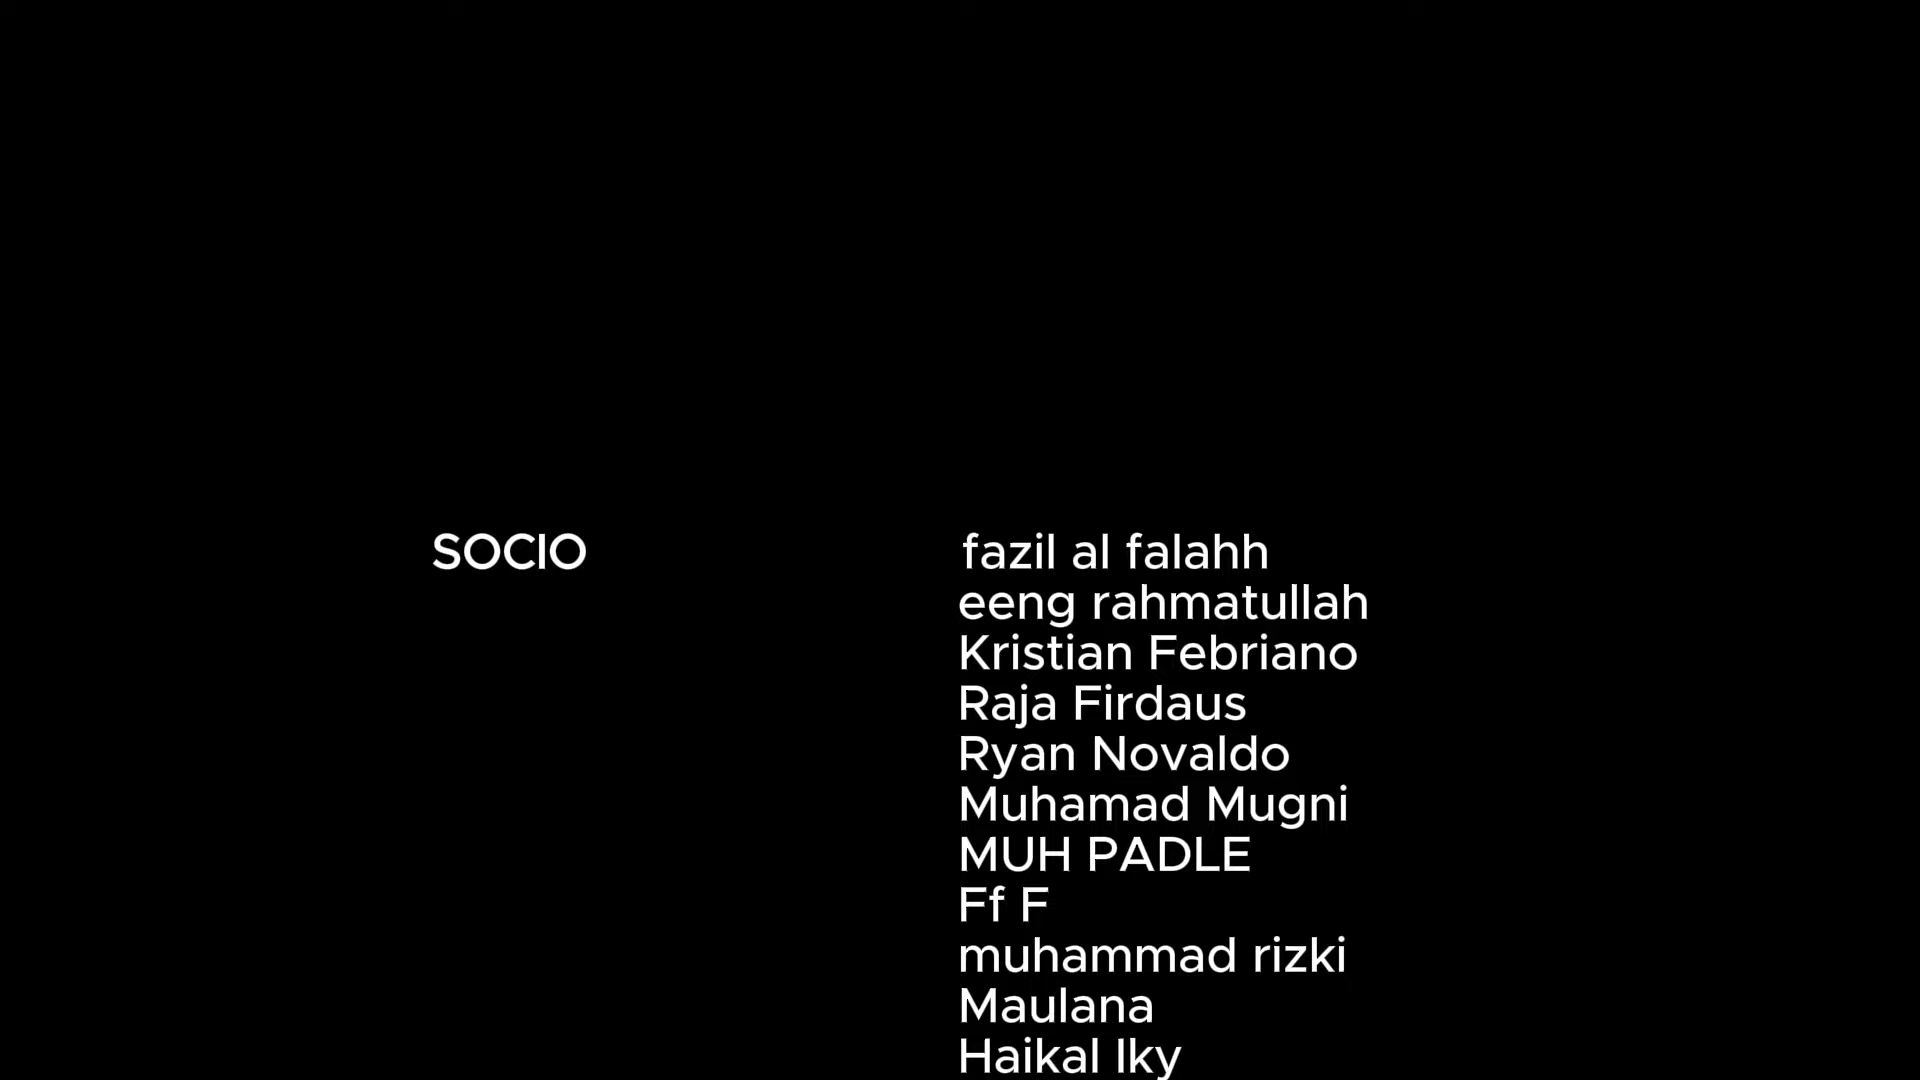 SOCIO
fazil al falahh
eeng rahmatullah
Kristian Febriano
Raja Firdaus
Ryan Novaldo
Muhamad Mugni
MUH PADLE
Ff F
muhammad rizki
Maulana
Haikal Iky